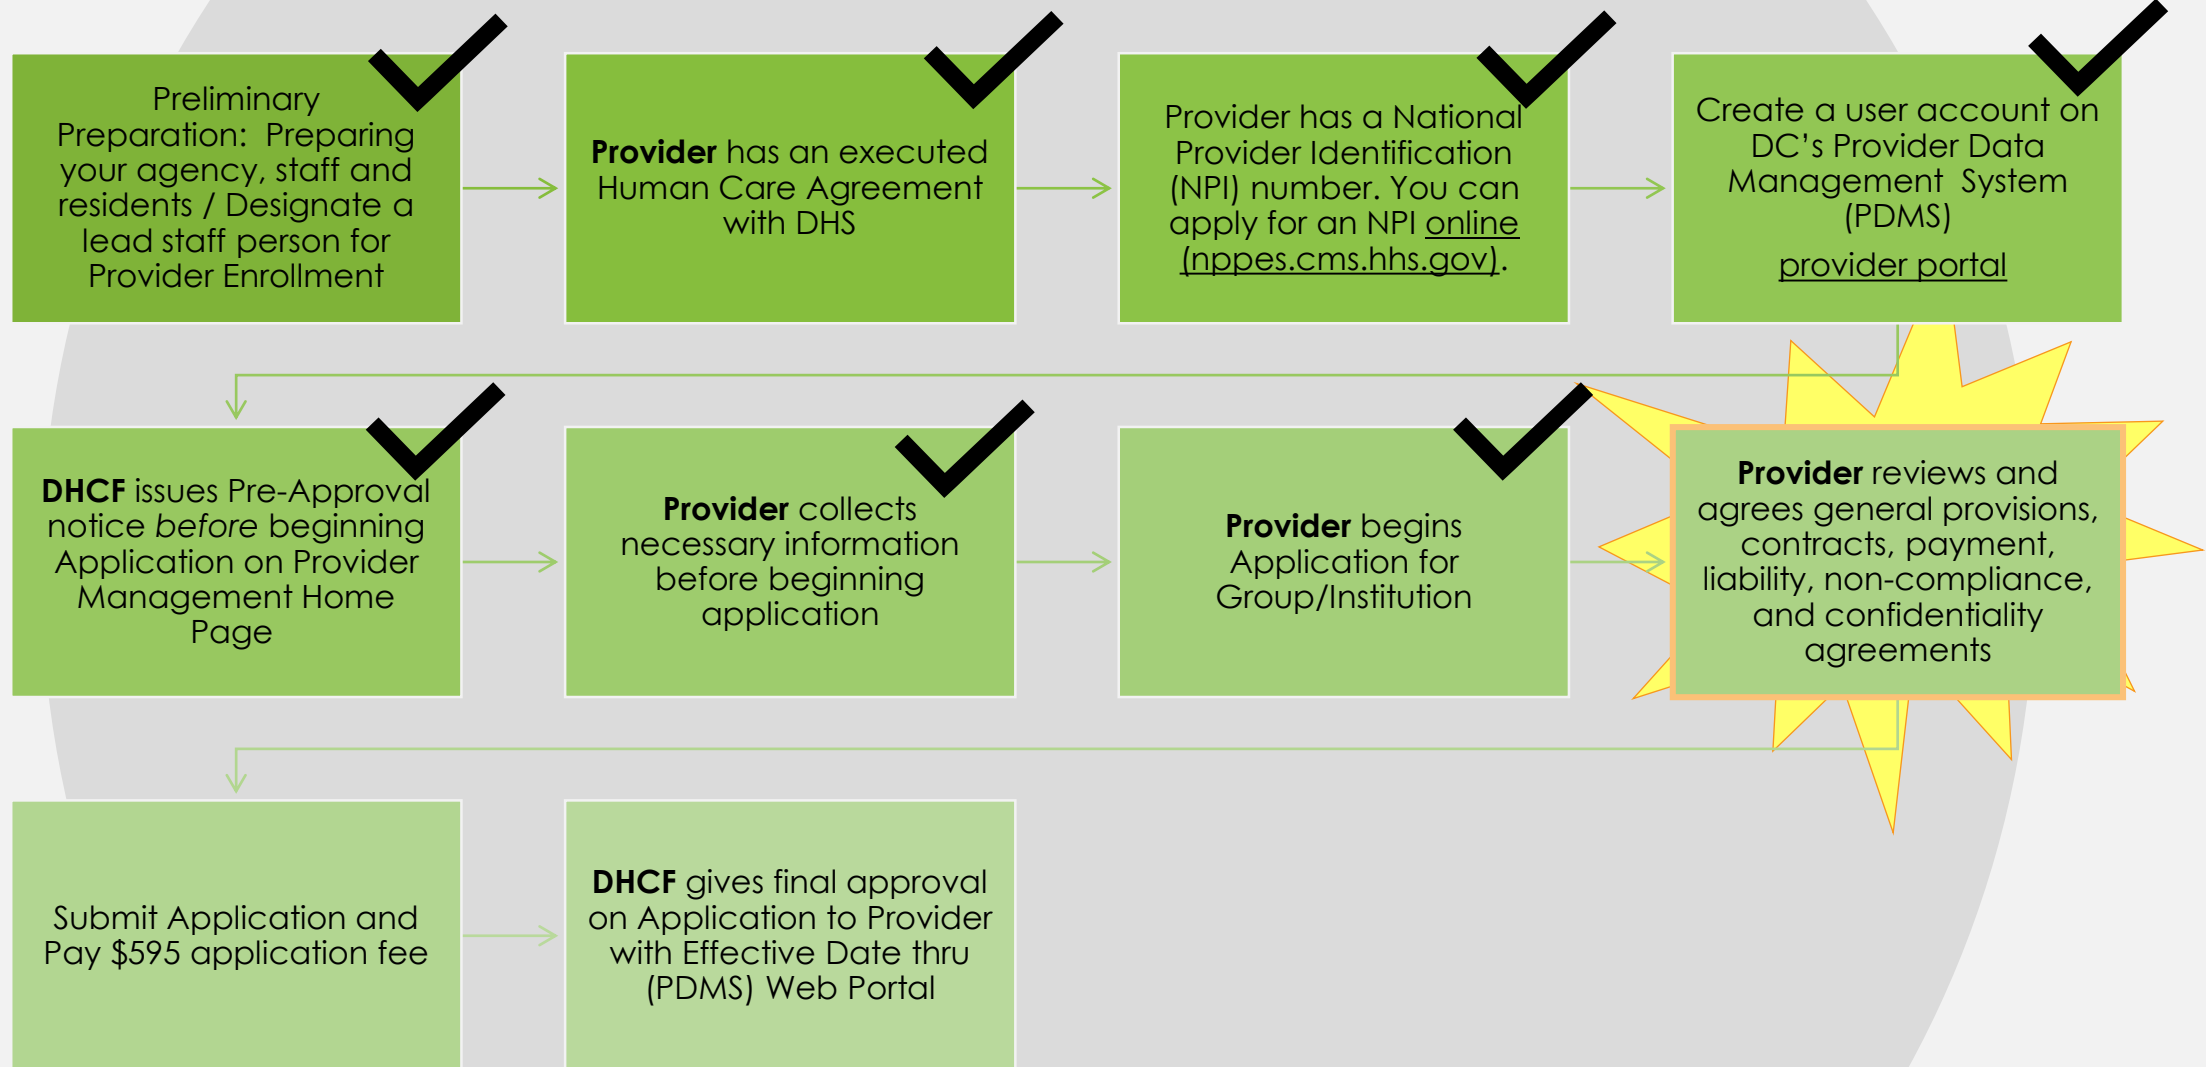 Preliminary
Preparation:  Preparing
your agency, staff and
residents / Designate a
lead staff person for
Provider Enrollment
Provider has an executed
Human Care Agreement
with DHS
Provider has a National
Provider Identification
(NPI) number. You can
apply for an NPI online
(nppes.cms.hhs.gov).
Create a user account on
DC’s Provider Data
Management  System
(PDMS)
provider portal
DHCF issues Pre-Approval
notice before beginning
Application on Provider
Management Home
Page
Provider collects
necessary information
before beginning
application
Provider begins
Application for
Group/Institution
Provider reviews and
agrees general provisions,
contracts, payment,
liability, non-compliance,
and confidentiality
agreements
Submit Application and
Pay $595 application fee
DHCF gives final approval
on Application to Provider
with Effective Date thru
(PDMS) Web Portal